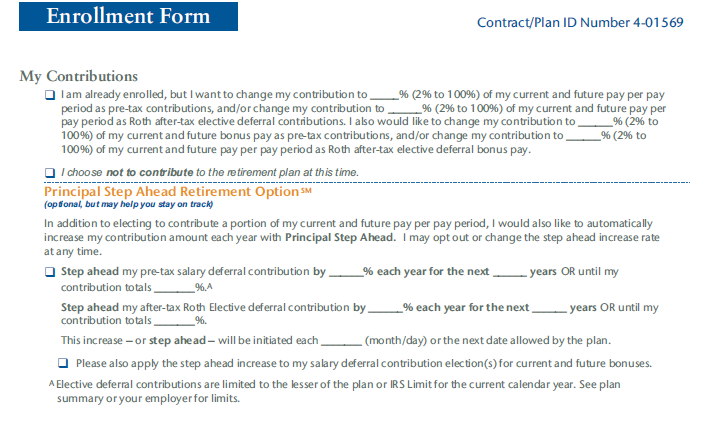 Enrollment Form
Contract/Plan ID Number 4-01569
My Contributions
I am already enrolled, but I want to change my contribution to _____% (2% to 100%) of my current and future pay per pay
period as pre-tax contributions, and/or change my contribution to ______% (2% to 100%) of my current and future pay per
pay period as Roth after-tax elective deferral contributions. I also would like to change my contribution to ______% (2% to
100%) of my current and future bonus pay as pre-tax contributions, and/or change my contribution to ______% (2% to
100%) of my current and future pay per pay period as Roth after-tax elective deferral bonus pay.
I choose not to contribute to the retirement plan at this time.
Principal Step Ahead Retirement Option℠
(optional, but may help you stay on track)
In addition to electing to contribute a portion of my current and future pay per pay period, I would also like to automatically
increase my contribution amount each year with Principal Step Ahead. I may opt out or change the step ahead increase rate
at any time.
Step ahead my pre-tax salary deferral contribution by ______% each year for the next ______ years OR until my
contribution totals _______%.ᴬ
Step ahead my after-tax Roth Elective deferral contribution by ______% each year for the next ______ years OR until my
contribution totals _______%.
This increase – or step ahead – will be initiated each _______ (month/day) or the next date allowed by the plan.
Please also apply the step ahead increase to my salary deferral contribution election(s) for current and future bonuses.
ᴬ Elective deferral contributions are limited to the lesser of the plan or IRS Limit for the current calendar year. See plan
summary or your employer for limits.